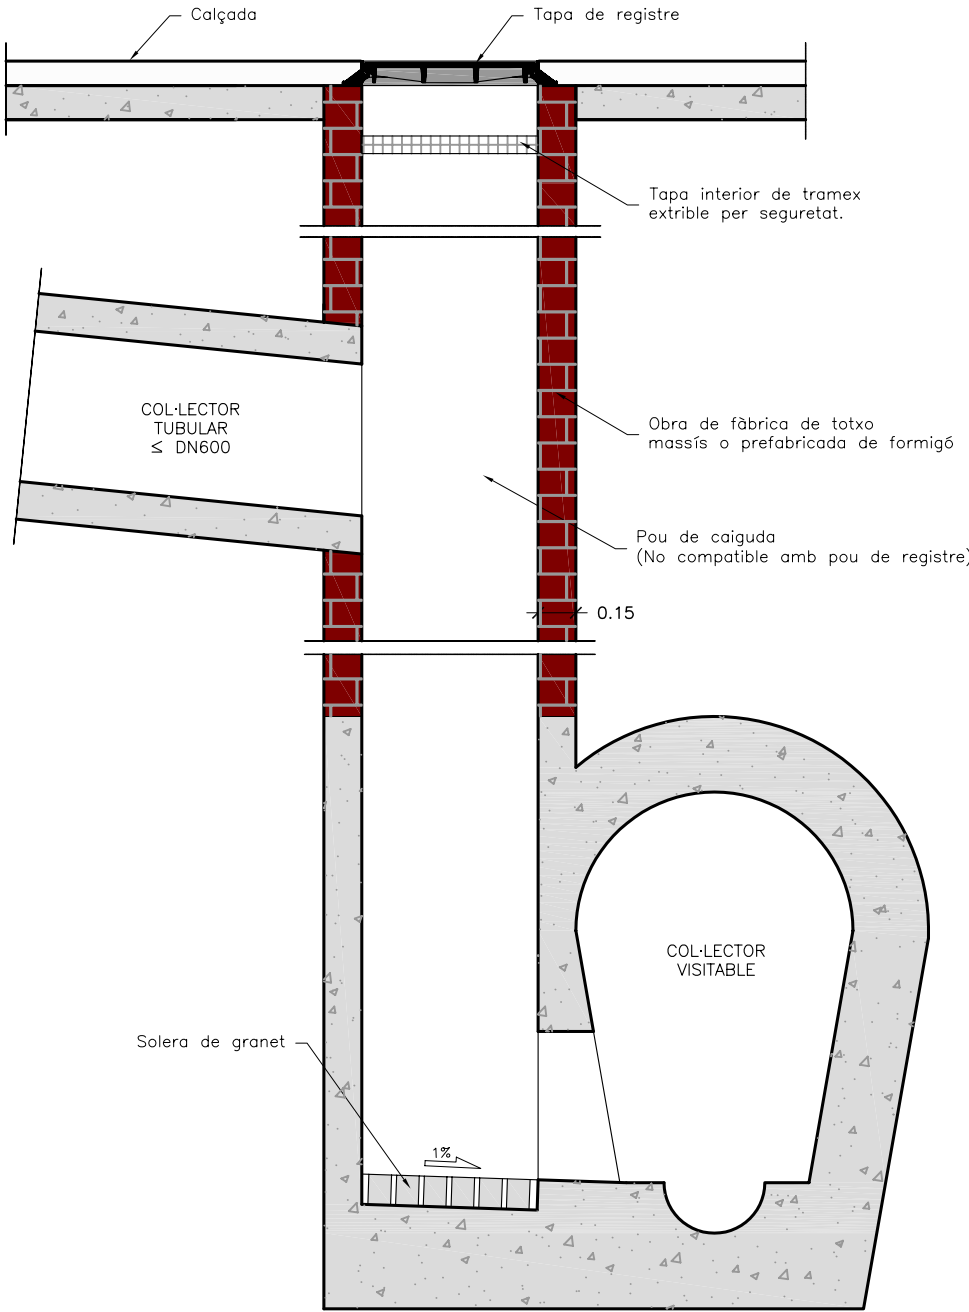 Calçada
Tapa de registre
Tapa interior de tramex
extrible per seguretat.
COL·LECTOR
TUBULAR
≤ DN600
Obra de fàbrica de totxo
massís o prefabricada de formigó
Pou de caiguda
(No compatible amb pou de registre)
0.15
COL·LECTOR
VISITABLE
Solera de granet
1%